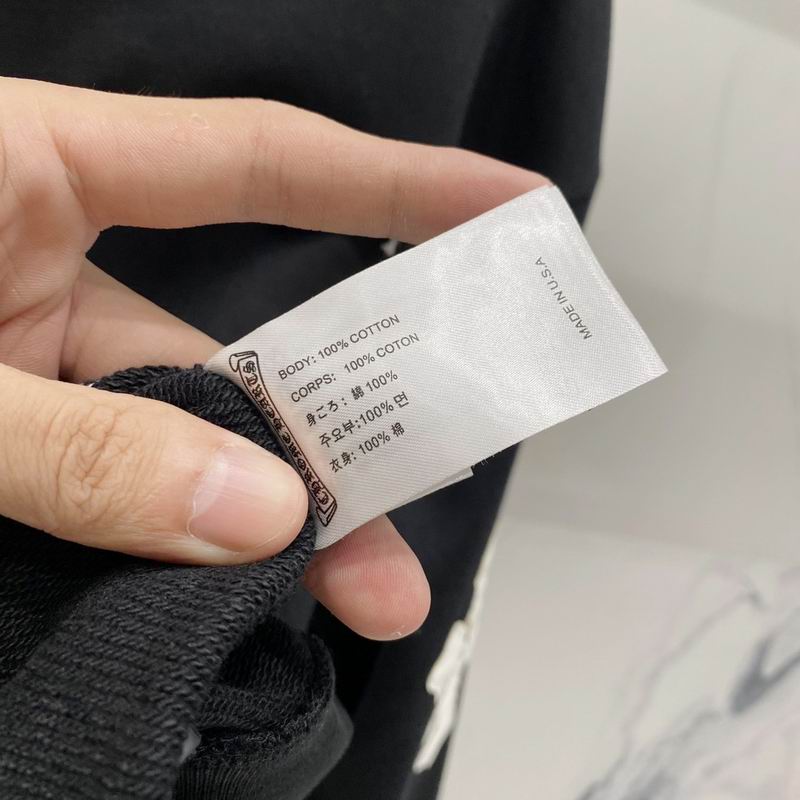 BODY: 100% COTTON
CORPS: 100% COTON
身ごろ: 綿 100%
주요부:100% 면
衣身: 100% 棉
MADE IN U.S.A